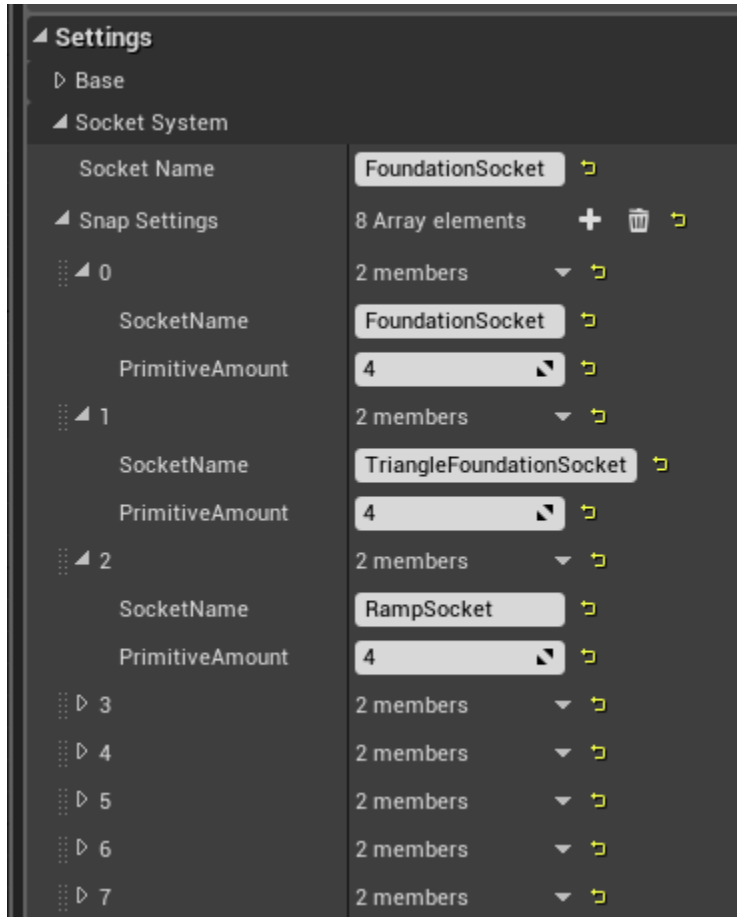 Settings
Base
Socket System
Socket Name FoundationSocket
Snap Settings 8 Array elements
0 2 members
SocketName FoundationSocket
PrimitiveAmount 4
1 2 members
SocketName TriangleFoundationSocket
PrimitiveAmount 4
2 2 members
SocketName RampSocket
PrimitiveAmount 4
3 2 members
4 2 members
5 2 members
6 2 members
7 2 members